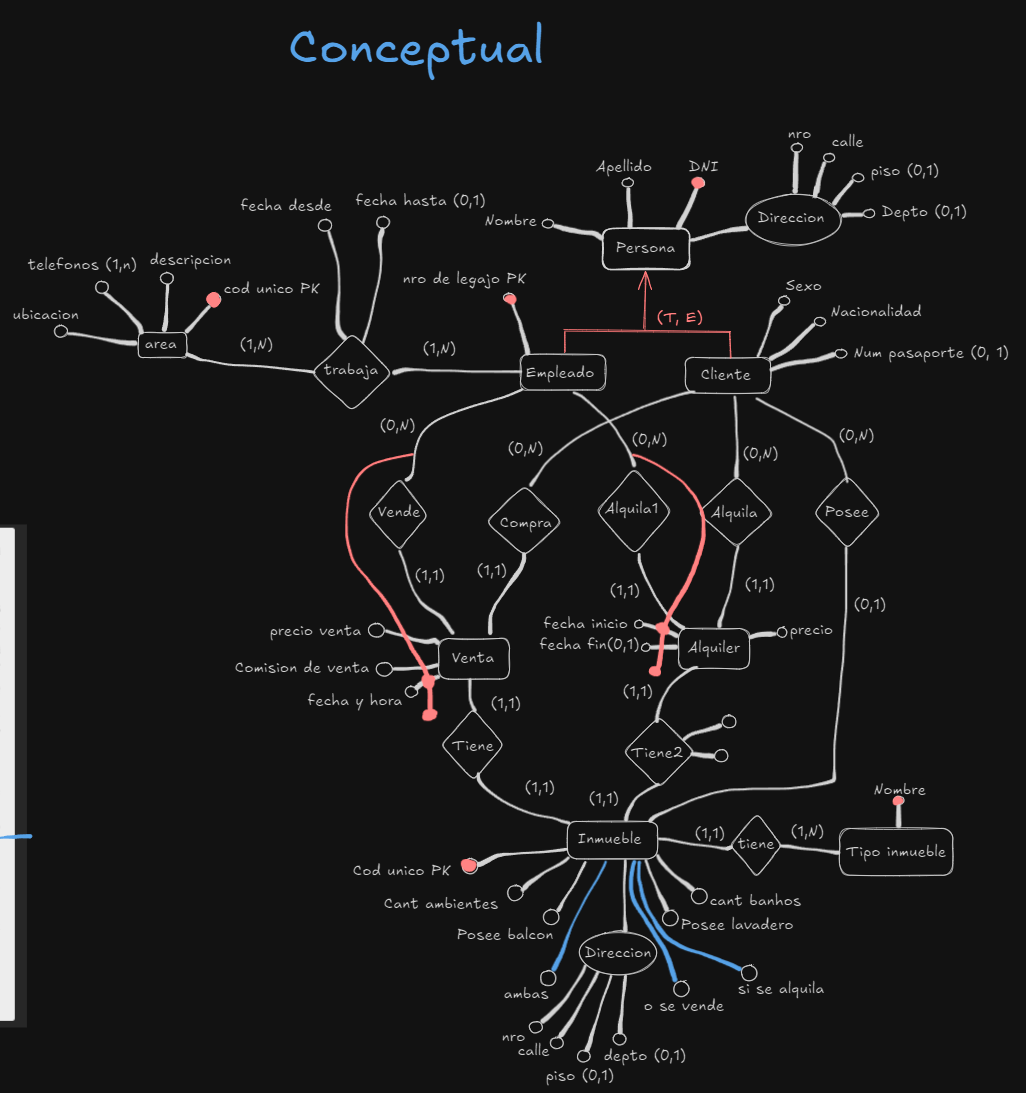 Conceptual
nro
calle
piso (0,1)
Depto (0,1)
Direccion
Apellido
DNI
Nombre
Persona
fecha desde
fecha hasta (0,1)
telefonos (1,n)
descripcion
cod unico PK
ubicacion
area
(1,N)
trabaja
(1,N)
nro de legajo PK
Empleado
(T, E)
Sexo
Nacionalidad
Num pasaporte (0, 1)
Cliente
(0,N)
(0,N)
(0,N)
(0,N)
(0,N)
Vende
Compra
Alquila1
Alquila
Posee
(1,1)
(1,1)
(1,1)
(1,1)
(0,1)
precio venta
Comision de venta
fecha y hora
Venta
fecha inicio
fecha fin(0,1)
Alquiler
precio
(1,1)
(1,1)
Tiene
Tiene2
(1,1)
(1,1)
Inmueble
(1,1)
tiene
(1,N)
Nombre
Tipo inmueble
Cod unico PK
Cant ambientes
Posee balcon
cant banhos
Posee lavadero
Direccion
ambas
o se vende
si se alquila
nro
calle
piso (0,1)
depto (0,1)